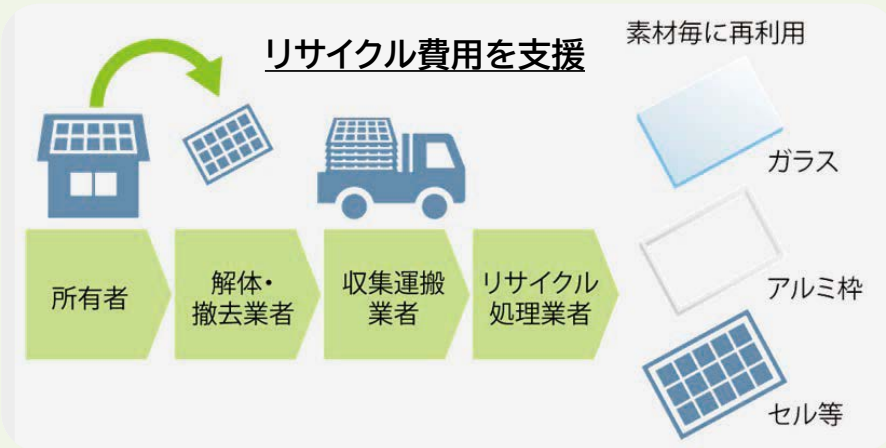 リサイクル費用を支援
素材毎に再利用
ガラス
アルミ枠
セル等
所有者
解体・
撤去業者
収集運搬
業者
リサイクル
処理業者